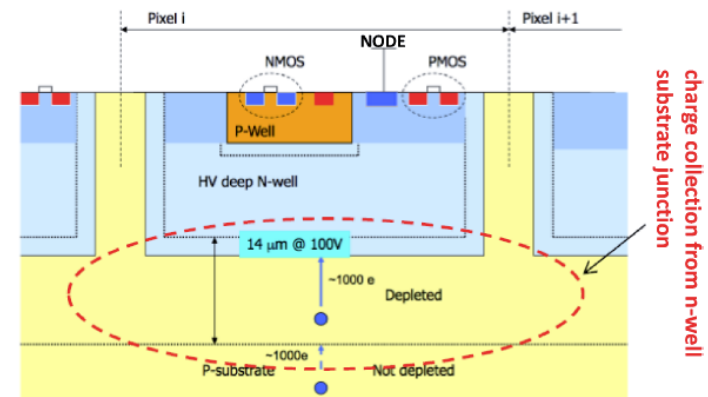 Pixel i
Pixel i+1
NODE
NMOS
PMOS
P-Well
HV deep N-well
14 μm @ 100V
~1000 e
Depleted
~1000e
P-substrate
Not depleted
charge collection from n-well
substrate junction